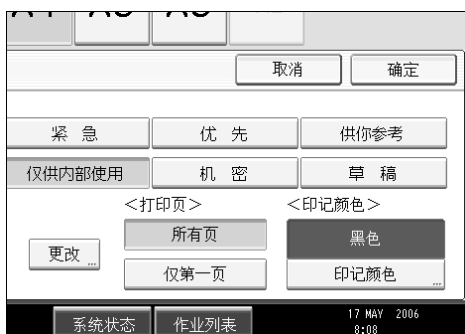 取消 确定
紧 急 优 先 供你参考
仅供内部使用 机 密 草 稿
<打印页> <印记颜色>
所有页 黑色
更改...
仅第一页 印记颜色...
系统状态 作业列表 17 MAY 2006
8:08